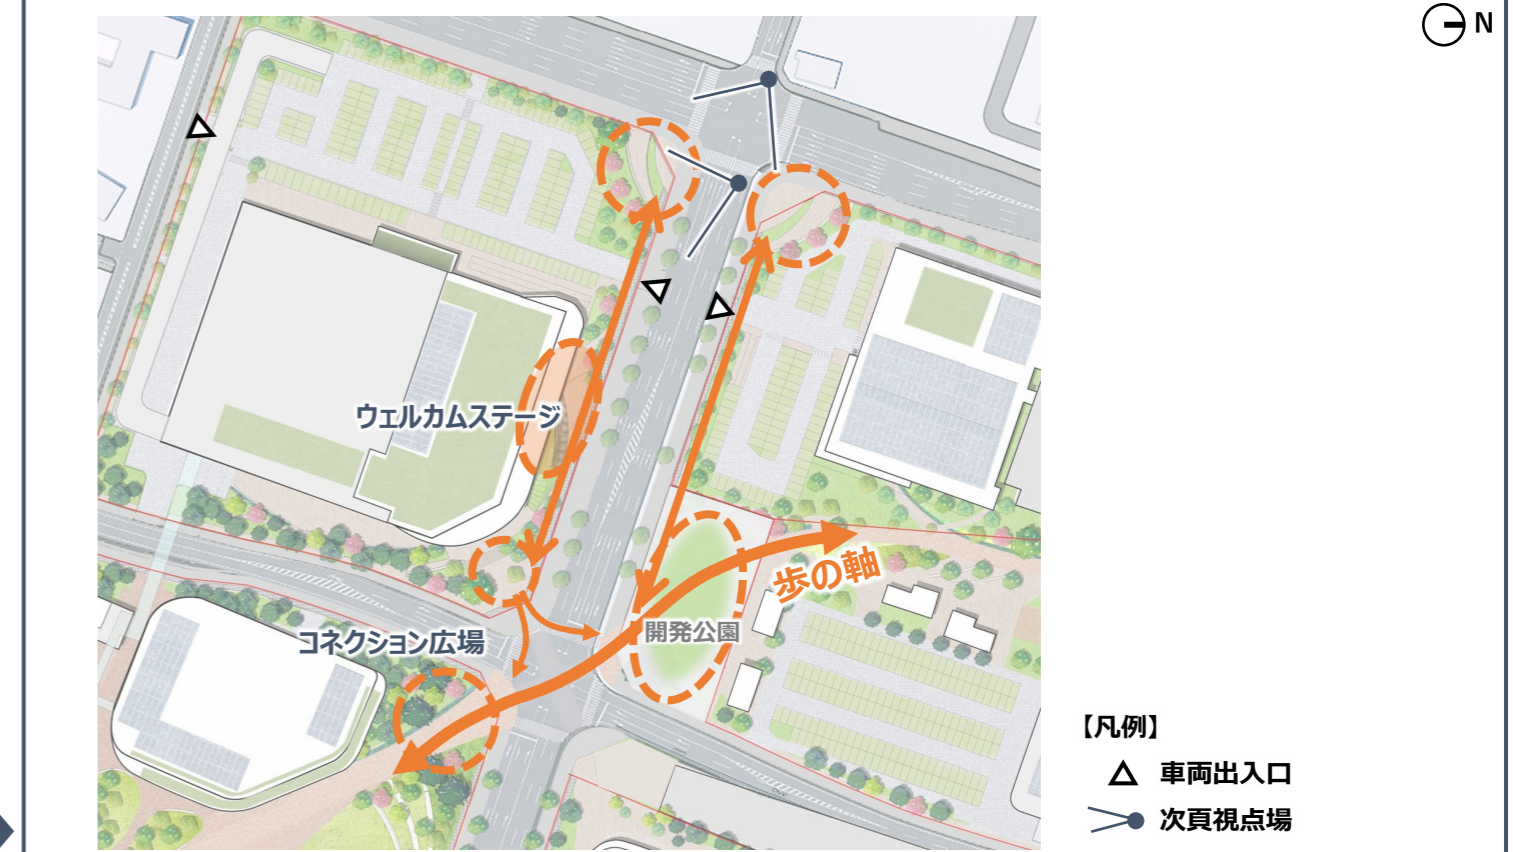 N
ウェルカムステージ
歩の軸
開発公園
コネクション広場
【凡例】
車両出入口
次頁視点場